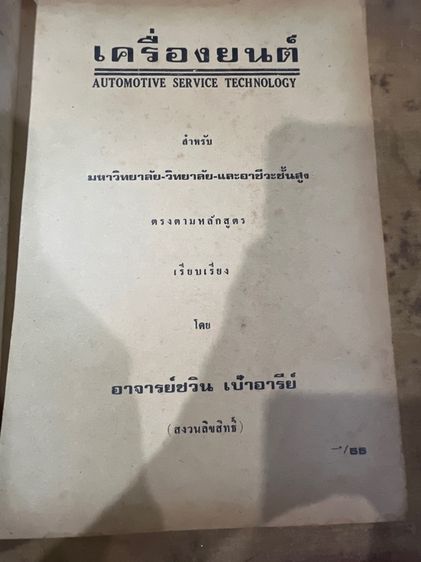 เครื่องยนต์
AUTOMOTIVE SERVICE TECHNOLOGY
สำหรับ
มหาวิทยาลัย-วิทยาลัย-และอาชีวะชั้นสูง
ตรงตามหลักสูตร
เรียบเรียง
โดย
อาจารย์ชวิน เป้าอารีย์
(สงวนลิขสิทธิ์)